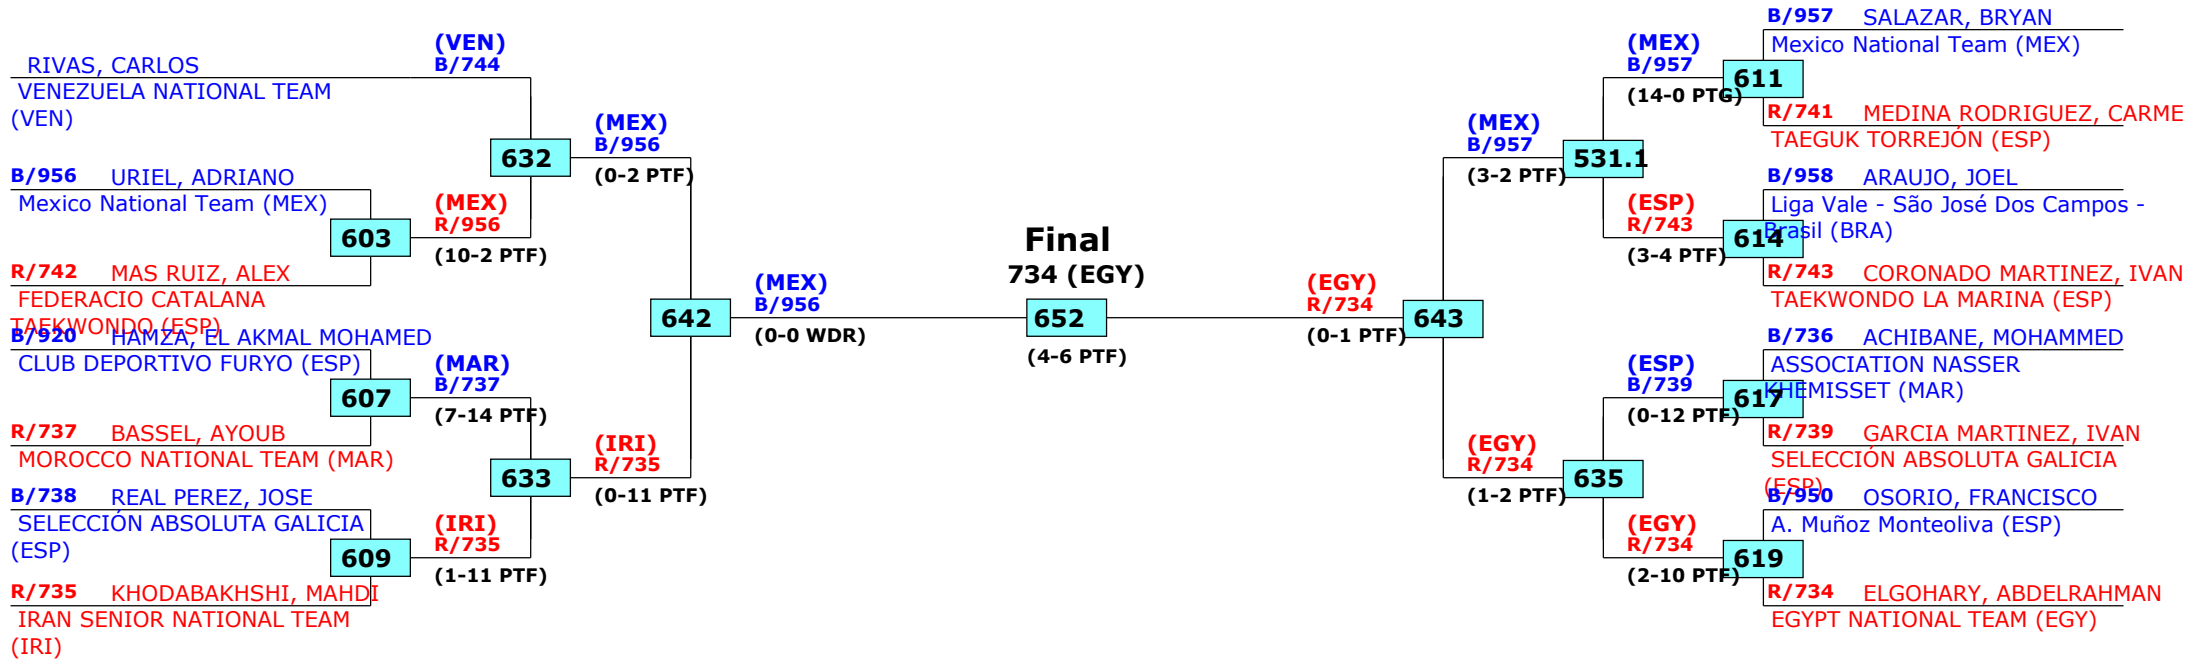 RIVAS, CARLOS
VENEZUELA NATIONAL TEAM
(VEN)
B/956 URIEL, ADRIANO
Mexico National Team (MEX)
R/742 MAS RUIZ, ALEX
FEDERACIO CATALANA
TAEKWONDO (ESP)
B/920 HAMZA, EL AKMAL MOHAMED
CLUB DEPORTIVO FURYO (ESP)
R/737 BASSEL, AYOUB
MOROCCO NATIONAL TEAM (MAR)
B/738 REAL PEREZ, JOSE
SELECCIÓN ABSOLUTA GALICIA
(ESP)
R/735 KHODABAKHSHI, MAHDI
IRAN SENIOR NATIONAL TEAM
(IRI)
603
607
609
(VEN)
B/744
(MEX)
R/956
(10-2 PTF)
(MAR)
B/737
(7-14 PTF)
(IRI)
R/735
(1-11 PTF)
632
633
(MEX)
B/956
(0-2 PTF)
(IRI)
R/735
(0-11 PTF)
642
(MEX)
B/956
(0-0 WDR)
Final
734 (EGY)
652
(4-6 PTF)
(EGY)
R/734
(0-1 PTF)
643
(MEX)
B/957
(3-2 PTF)
(EGY)
R/734
(1-2 PTF)
531.1
635
(MEX)
B/957
(14-0 PTG)
(ESP)
R/743
(3-4 PTF)
(ESP)
B/739
(0-12 PTF)
(EGY)
R/734
(2-10 PTF)
611
614
617
619
B/957 SALAZAR, BRYAN
Mexico National Team (MEX)
R/741 MEDINA RODRIGUEZ, CARME
TAEGUK TORREJÓN (ESP)
B/958 ARAUJO, JOEL
Liga Vale - São José Dos Campos -
Brasil (BRA)
R/743 CORONADO MARTINEZ, IVAN
TAEKWONDO LA MARINA (ESP)
B/736 ACHIBANE, MOHAMMED
ASSOCIATION NASSER
KHEMISSET (MAR)
R/739 GARCIA MARTINEZ, IVAN
SELECCIÓN ABSOLUTA GALICIA
(ESP)
B/950 OSORIO, FRANCISCO
A. Muñoz Monteoliva (ESP)
R/734 ELGOHARY, ABDELRAHMAN
EGYPT NATIONAL TEAM (EGY)